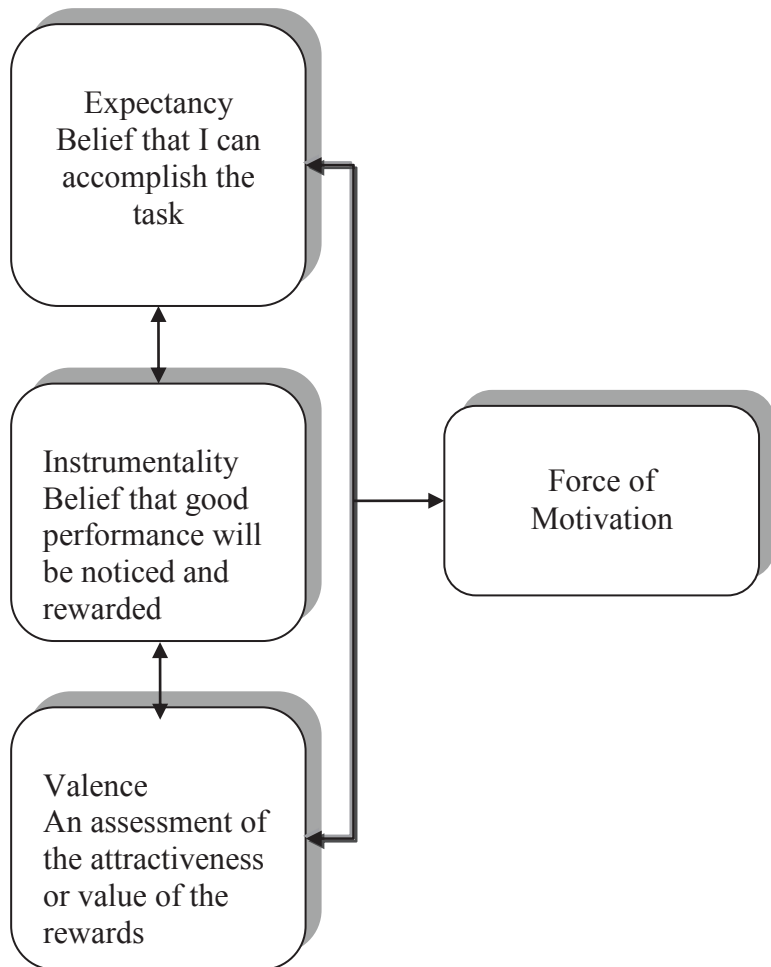 Expectancy
Belief that I can
accomplish the
task
Instrumentality
Belief that good
performance will
be noticed and
rewarded
Force of
Motivation
Valence
An assessment of
the attractiveness
or value of the
rewards